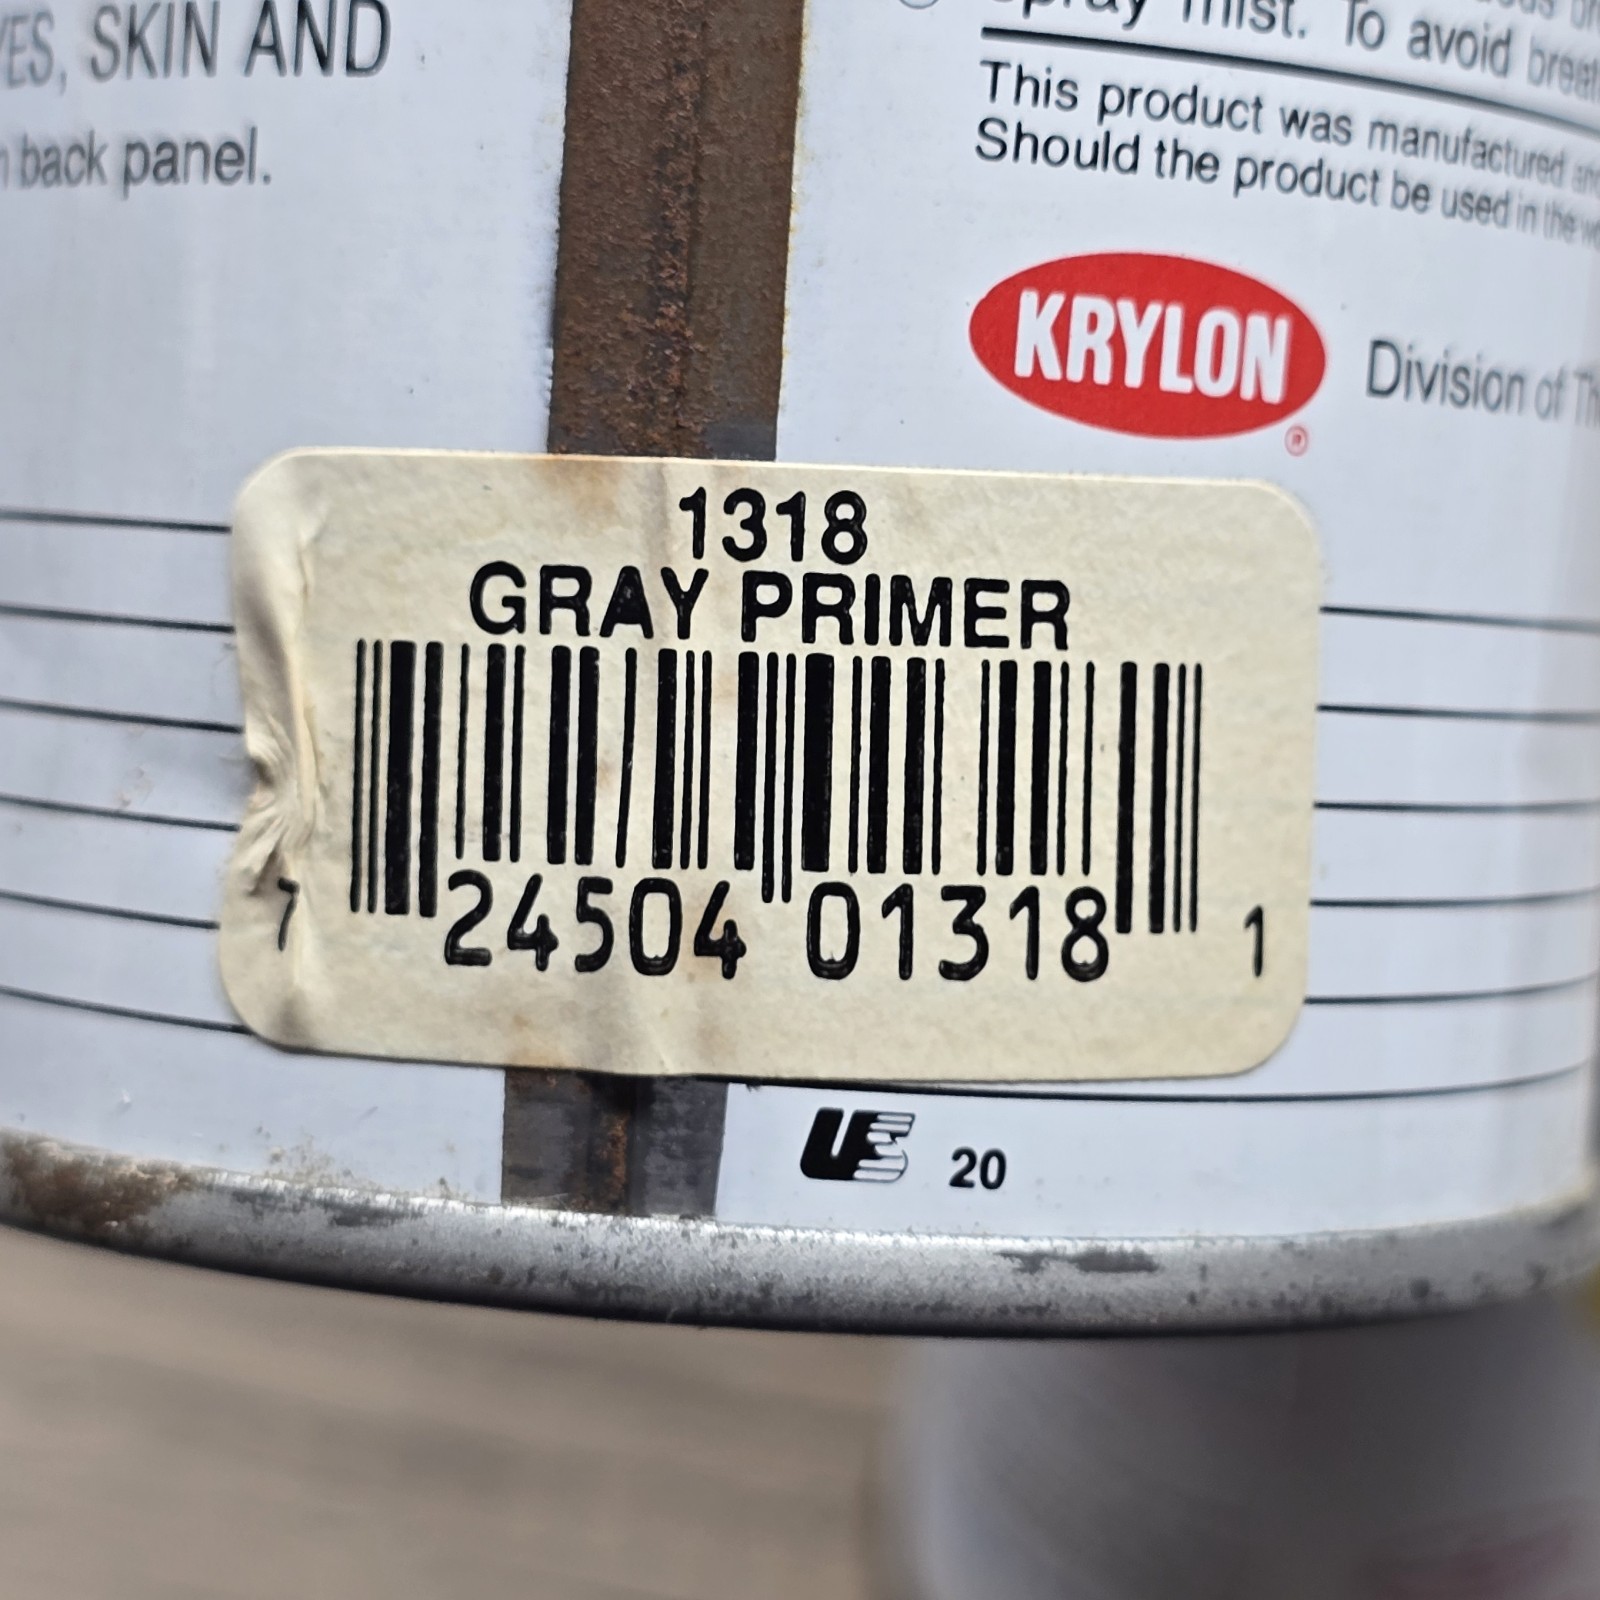 YES, SKIN AND
back panel.
spray mist. To avoid
This product was manufactured
Should the product be used in the
KRYLON
®
Division of
1318
GRAY PRIMER
7 24504 01318 1
20